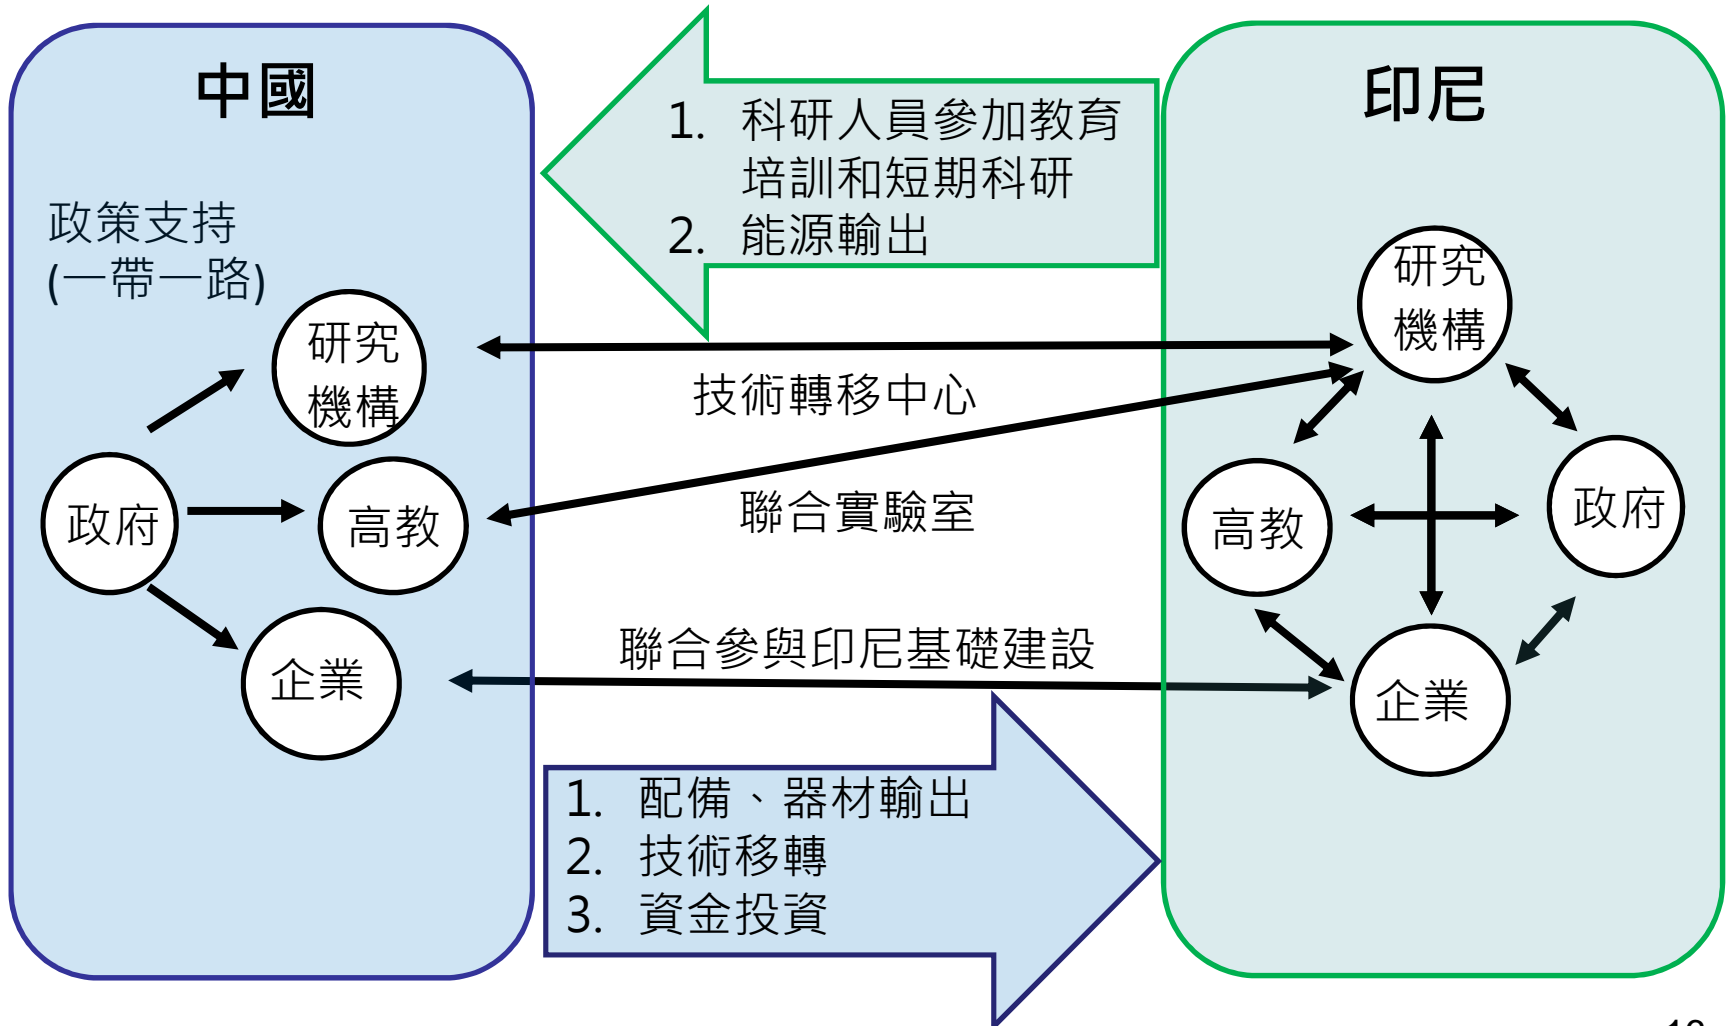 中國
政策支持
(一帶一路)
研究
機構
政府
高教
企業
1. 科研人員參加教育
培訓和短期科研
2. 能源輸出
技術轉移中心
聯合實驗室
聯合參與印尼基礎建設
1. 配備、器材輸出
2. 技術移轉
3. 資金投資
印尼
研究
機構
高教
政府
企業